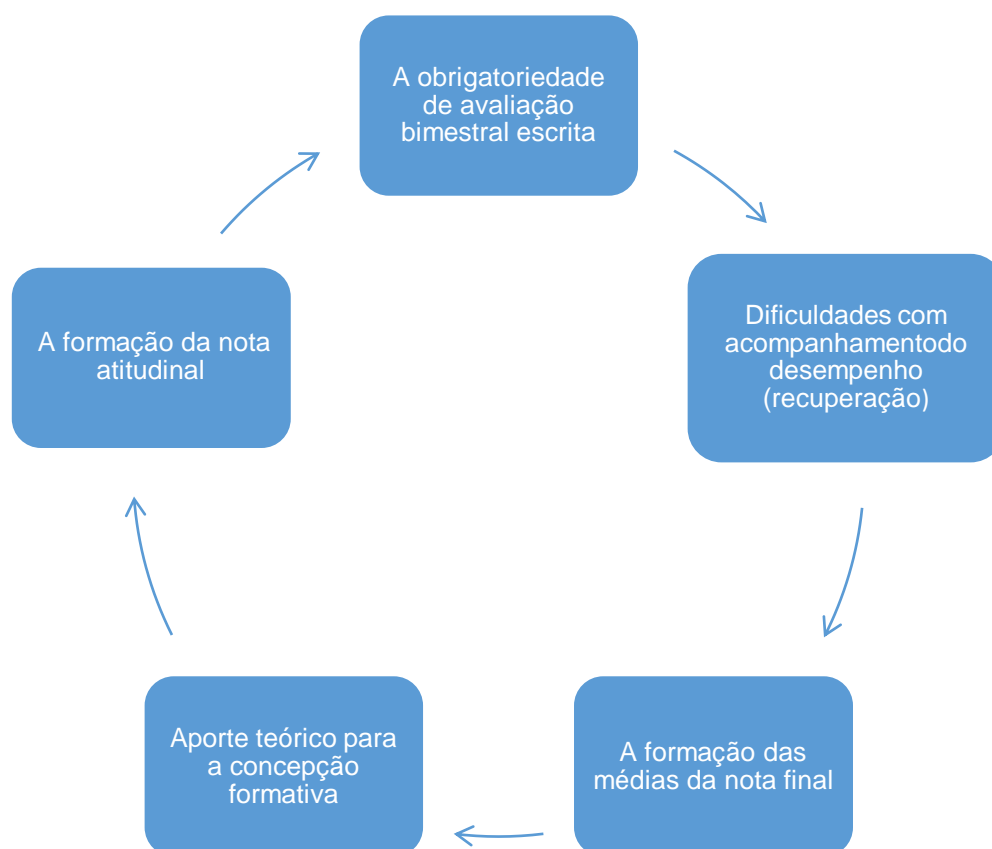 A obrigatoriedade
de avaliação
bimestral escrita
Dificuldades com
acompanhamentodo
desempenho
(recuperação)
A formação das
médias da nota final
Aporte teórico para
a concepção
formativa
A formação da nota
atitudinal